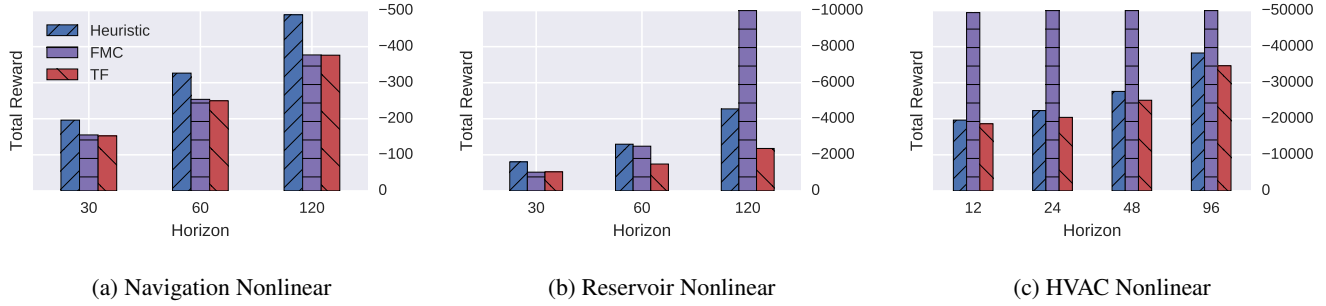 Total Reward
Heuristic
FMC
TF
−500
−400
−300
−200
−100
0
30 60 120
Horizon
(a) Navigation Nonlinear
Total Reward
−10000
−8000
−6000
−4000
−2000
0
30 60 120
Horizon
(b) Reservoir Nonlinear
Total Reward
−50000
−40000
−30000
−20000
−10000
0
12 24 48 96
Horizon
(c) HVAC Nonlinear